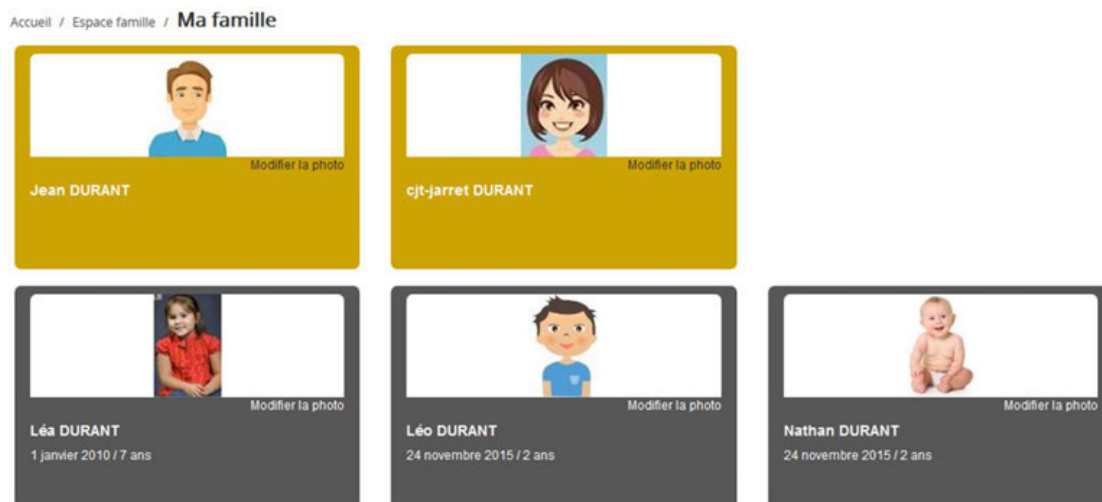 Accueil / Espace famille / Ma famille
Modifier la photo
Jean DURANT
Modifier la photo
cjt-jarret DURANT
Modifier la photo
Léa DURANT
1 janvier 2010 / 7 ans
Modifier la photo
Léo DURANT
24 novembre 2015 / 2 ans
Modifier la photo
Nathan DURANT
24 novembre 2015 / 2 ans